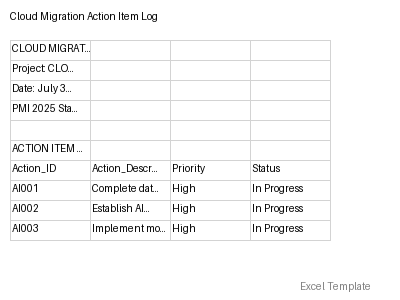 Cloud Migration Action Item Log
CLOUD MIGRAT...
Project: CLO...
Date: July 3...
PMI 2025 Sta...
ACTION ITEM ...
Action_ID Action_Descr... Priority Status
AI001 Complete dat... High In Progress
AI002 Establish AI... High In Progress
AI003 Implement mo... High In Progress
Excel Template